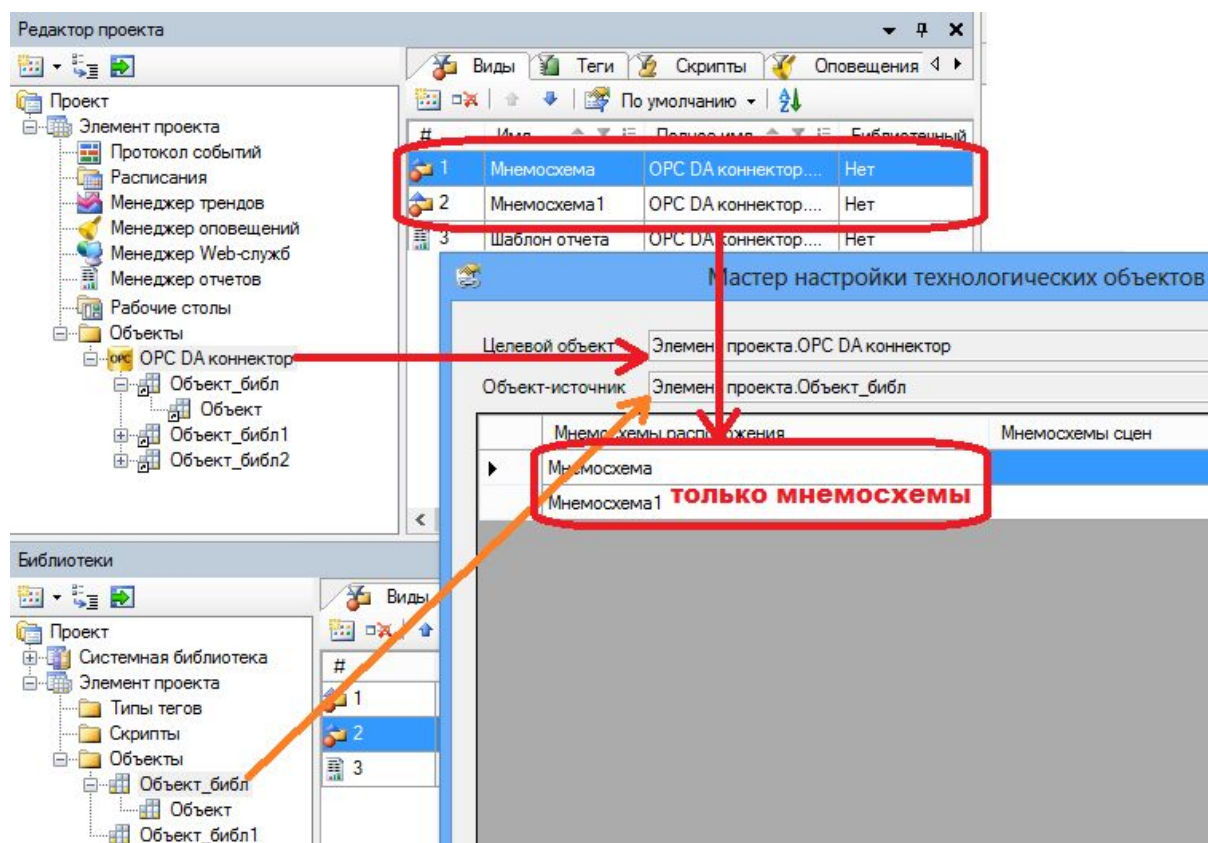 Редактор проекта
Виды Теги Скрипты Оповещения
По умолчанию
Проект
Элемент проекта
Протокол событий
Расписания
Менеджер трендов
Менеджер оповещений
Менеджер Web-служб
Менеджер отчетов
Рабочие столы
Объекты
OPC OPC DA коннектор
Объект_библ
Объект
Объект_библ1
Объект_библ2
# Имя Полное имя Библиотечный
1 Мнемосхема OPC DA коннектор.... Нет
2 Мнемосхема1 OPC DA коннектор.... Нет
3 Шаблон отчета OPC DA коннектор.... Нет
Мастер настройки технологических объектов
Целевой объект Элемент проекта.OPC DA коннектор
Объект-источник Элемент проекта.Объект_библ
Мнемосхемы расположения Мнемосхемы сцен
Мнемосхема
Мнемосхема1 только мнемосхемы
Библиотеки
Виды
Проект
Системная библиотека
Элемент проекта
Типы тегов
Скрипты
Объекты
Объект_библ
Объект
Объект_библ1
#
1
2
3